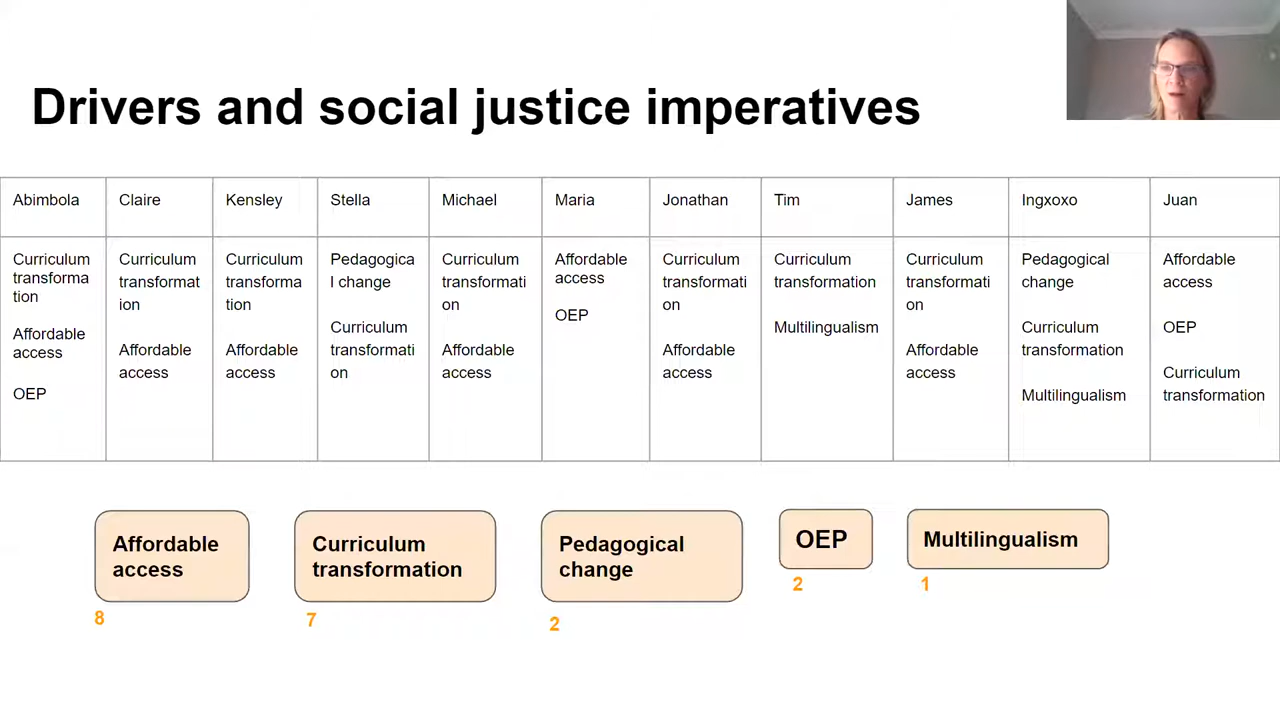 Drivers and social justice imperatives
Abimbola
Claire
Kensley
Stella
Michael
Maria
Jonathan
Tim
James
Ingxoxo
Juan
Curriculum
transforma
tion
Affordable
access
OEP
Curriculum
transformat
ion
Affordable
access
Curriculum
transforma
tion
Affordable
access
Pedagogica
l change
Curriculum
transformati
on
Curriculum
transformati
on
Affordable
access
Affordable
access
OEP
Curriculum
transformati
on
Affordable
access
Curriculum
transformation
Multilingualism
Curriculum
transformati
on
Affordable
access
Pedagogical
change
Curriculum
transformation
Multilingualism
Affordable
access
OEP
Curriculum
transformation
Affordable
access
8
Curriculum
transformation
7
Pedagogical
change
2
OEP
2
Multilingualism
1